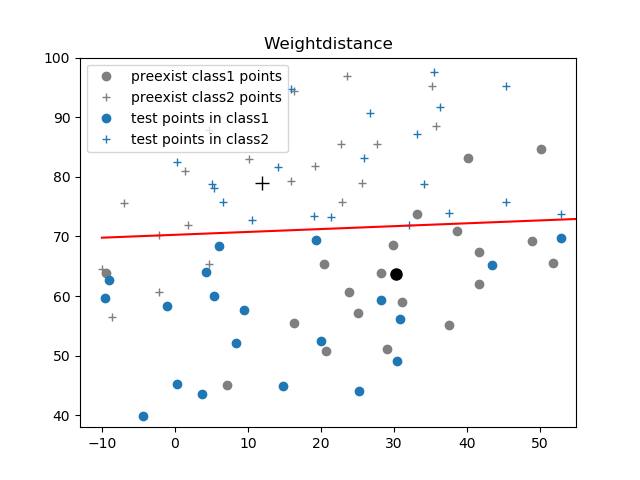 Weightdistance
preexist class1 points
preexist class2 points
test points in class1
test points in class2
100
90
80
70
60
50
40
−10 0 10 20 30 40 50